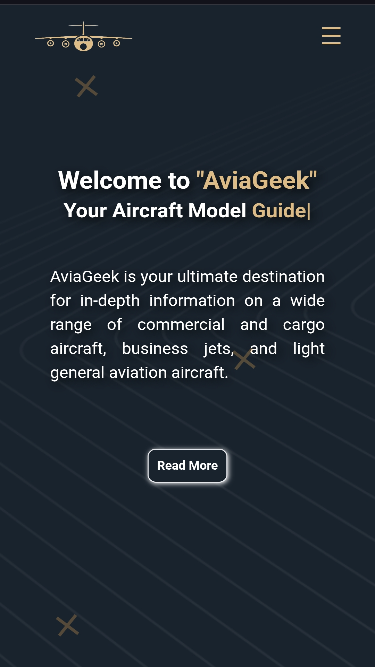 Welcome to "AviaGeek"
Your Aircraft Model Guide|
AviaGeek is your ultimate destination
for in-depth information on a wide
range of commercial and cargo
aircraft, business jets, and light
general aviation aircraft.
Read More